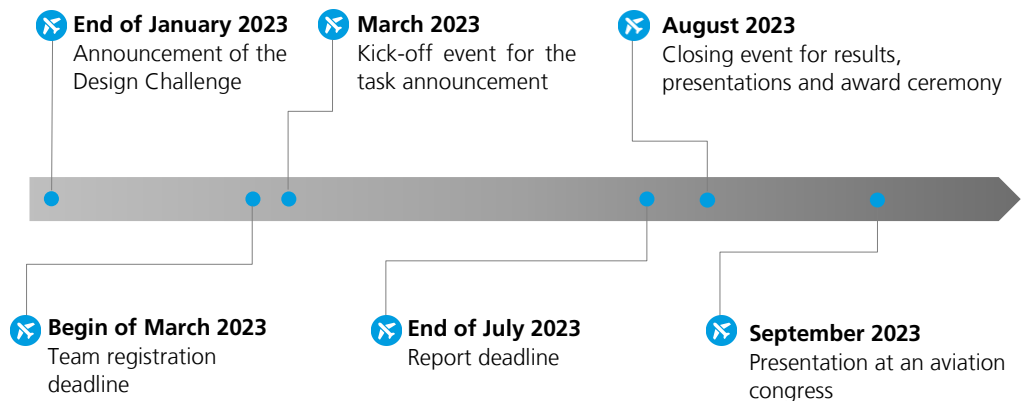 End of January 2023
Announcement of the
Design Challenge
March 2023
Kick-off event for the
task announcement
August 2023
Closing event for results,
presentations and award ceremony
Begin of March 2023
Team registration
deadline
End of July 2023
Report deadline
September 2023
Presentation at an aviation
congress